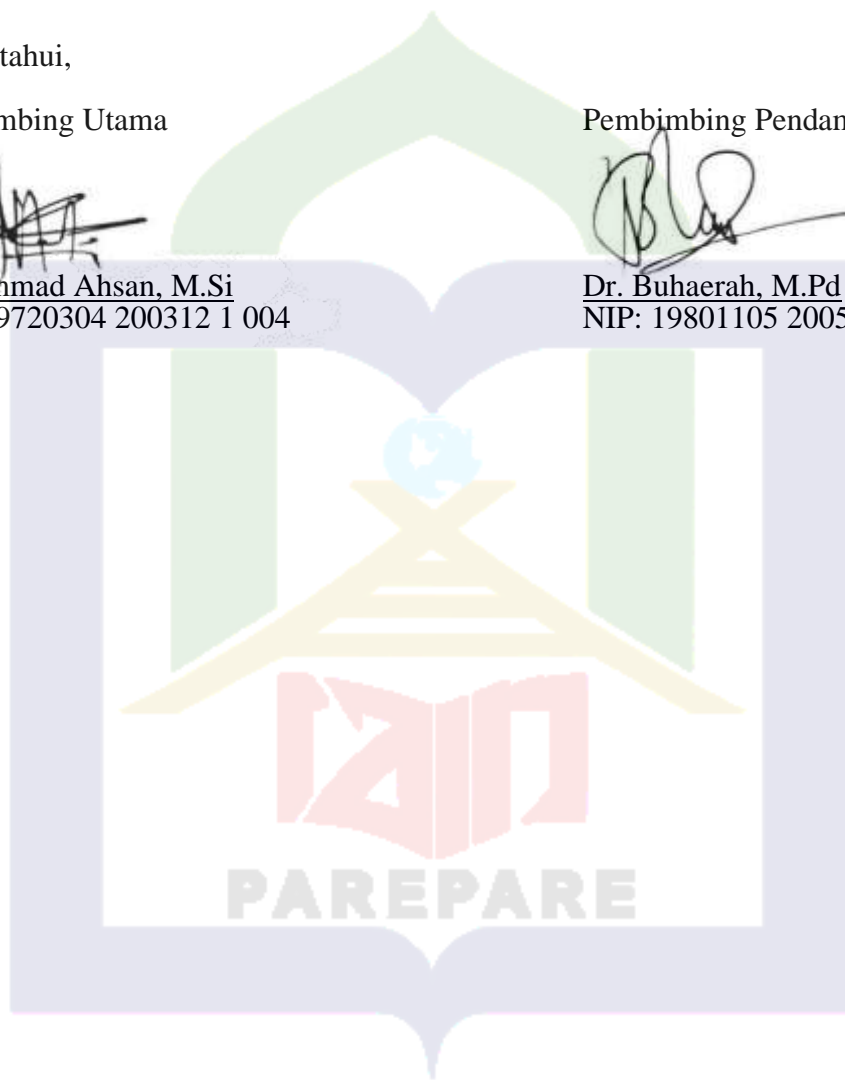 tahui,
mbing Utama
Pembimbing Pendam
hmad Ahsan, M.Si
Dr. Buhaerah, M.Pd
9720304 200312 1 004
NIP: 19801105 2005
iain
PAREPARE